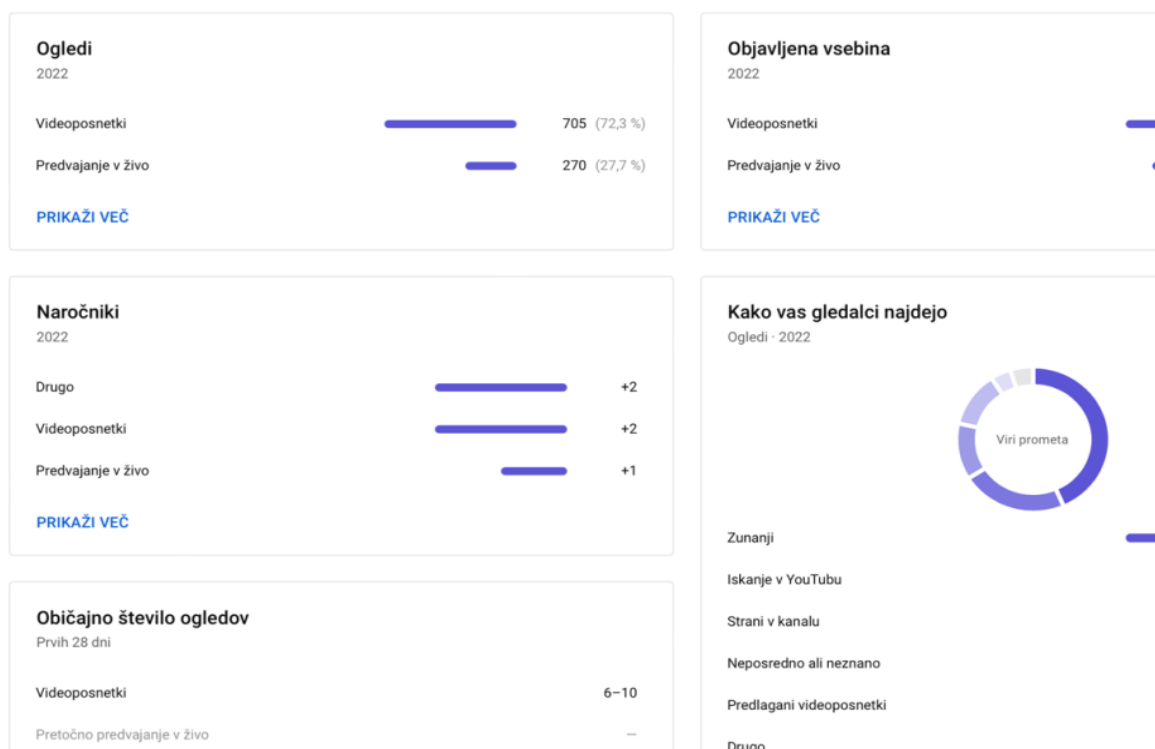 Ogledi
2022
Videoposnetki 705 (72,3 %)
Predvajanje v živo 270 (27,7 %)
PRIKAŽI VEČ
Objavljena vsebina
2022
Videoposnetki
Predvajanje v živo
PRIKAŽI VEČ
Naročniki
2022
Drugo +2
Videoposnetki +2
Predvajanje v živo +1
PRIKAŽI VEČ
Kako vas gledalci najdejo
Ogledi · 2022
Viri prometa
Zunanji
Iskanje v YouTubu
Strani v kanalu
Neposredno ali neznano
Predlagani videoposnetki
Drugo
Običajno število ogledov
Prvih 28 dni
Videoposnetki 6–10
Pretočno predvajanje v živo —